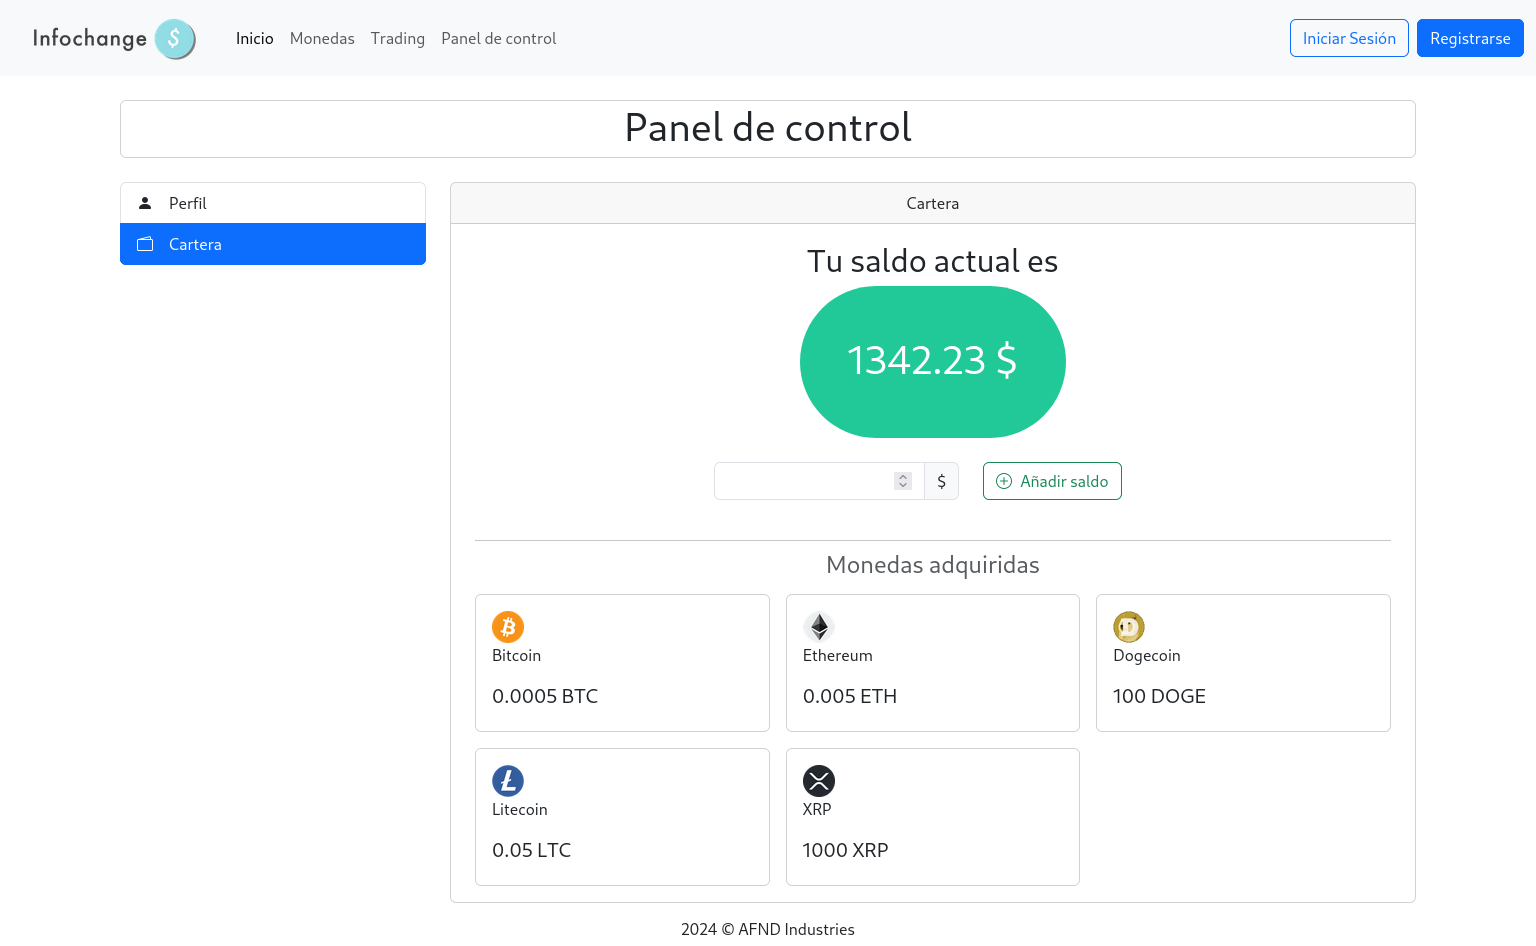 Infochange $
Inicio Monedas Trading Panel de control
Iniciar Sesión Registrarse
Panel de control
Perfil
Cartera
Cartera
Tu saldo actual es
1342.23 $
$ Añadir saldo
Monedas adquiridas
Bitcoin
0.0005 BTC
Ethereum
0.005 ETH
Dogecoin
100 DOGE
Litecoin
0.05 LTC
XRP
1000 XRP
2024 © AFND Industries